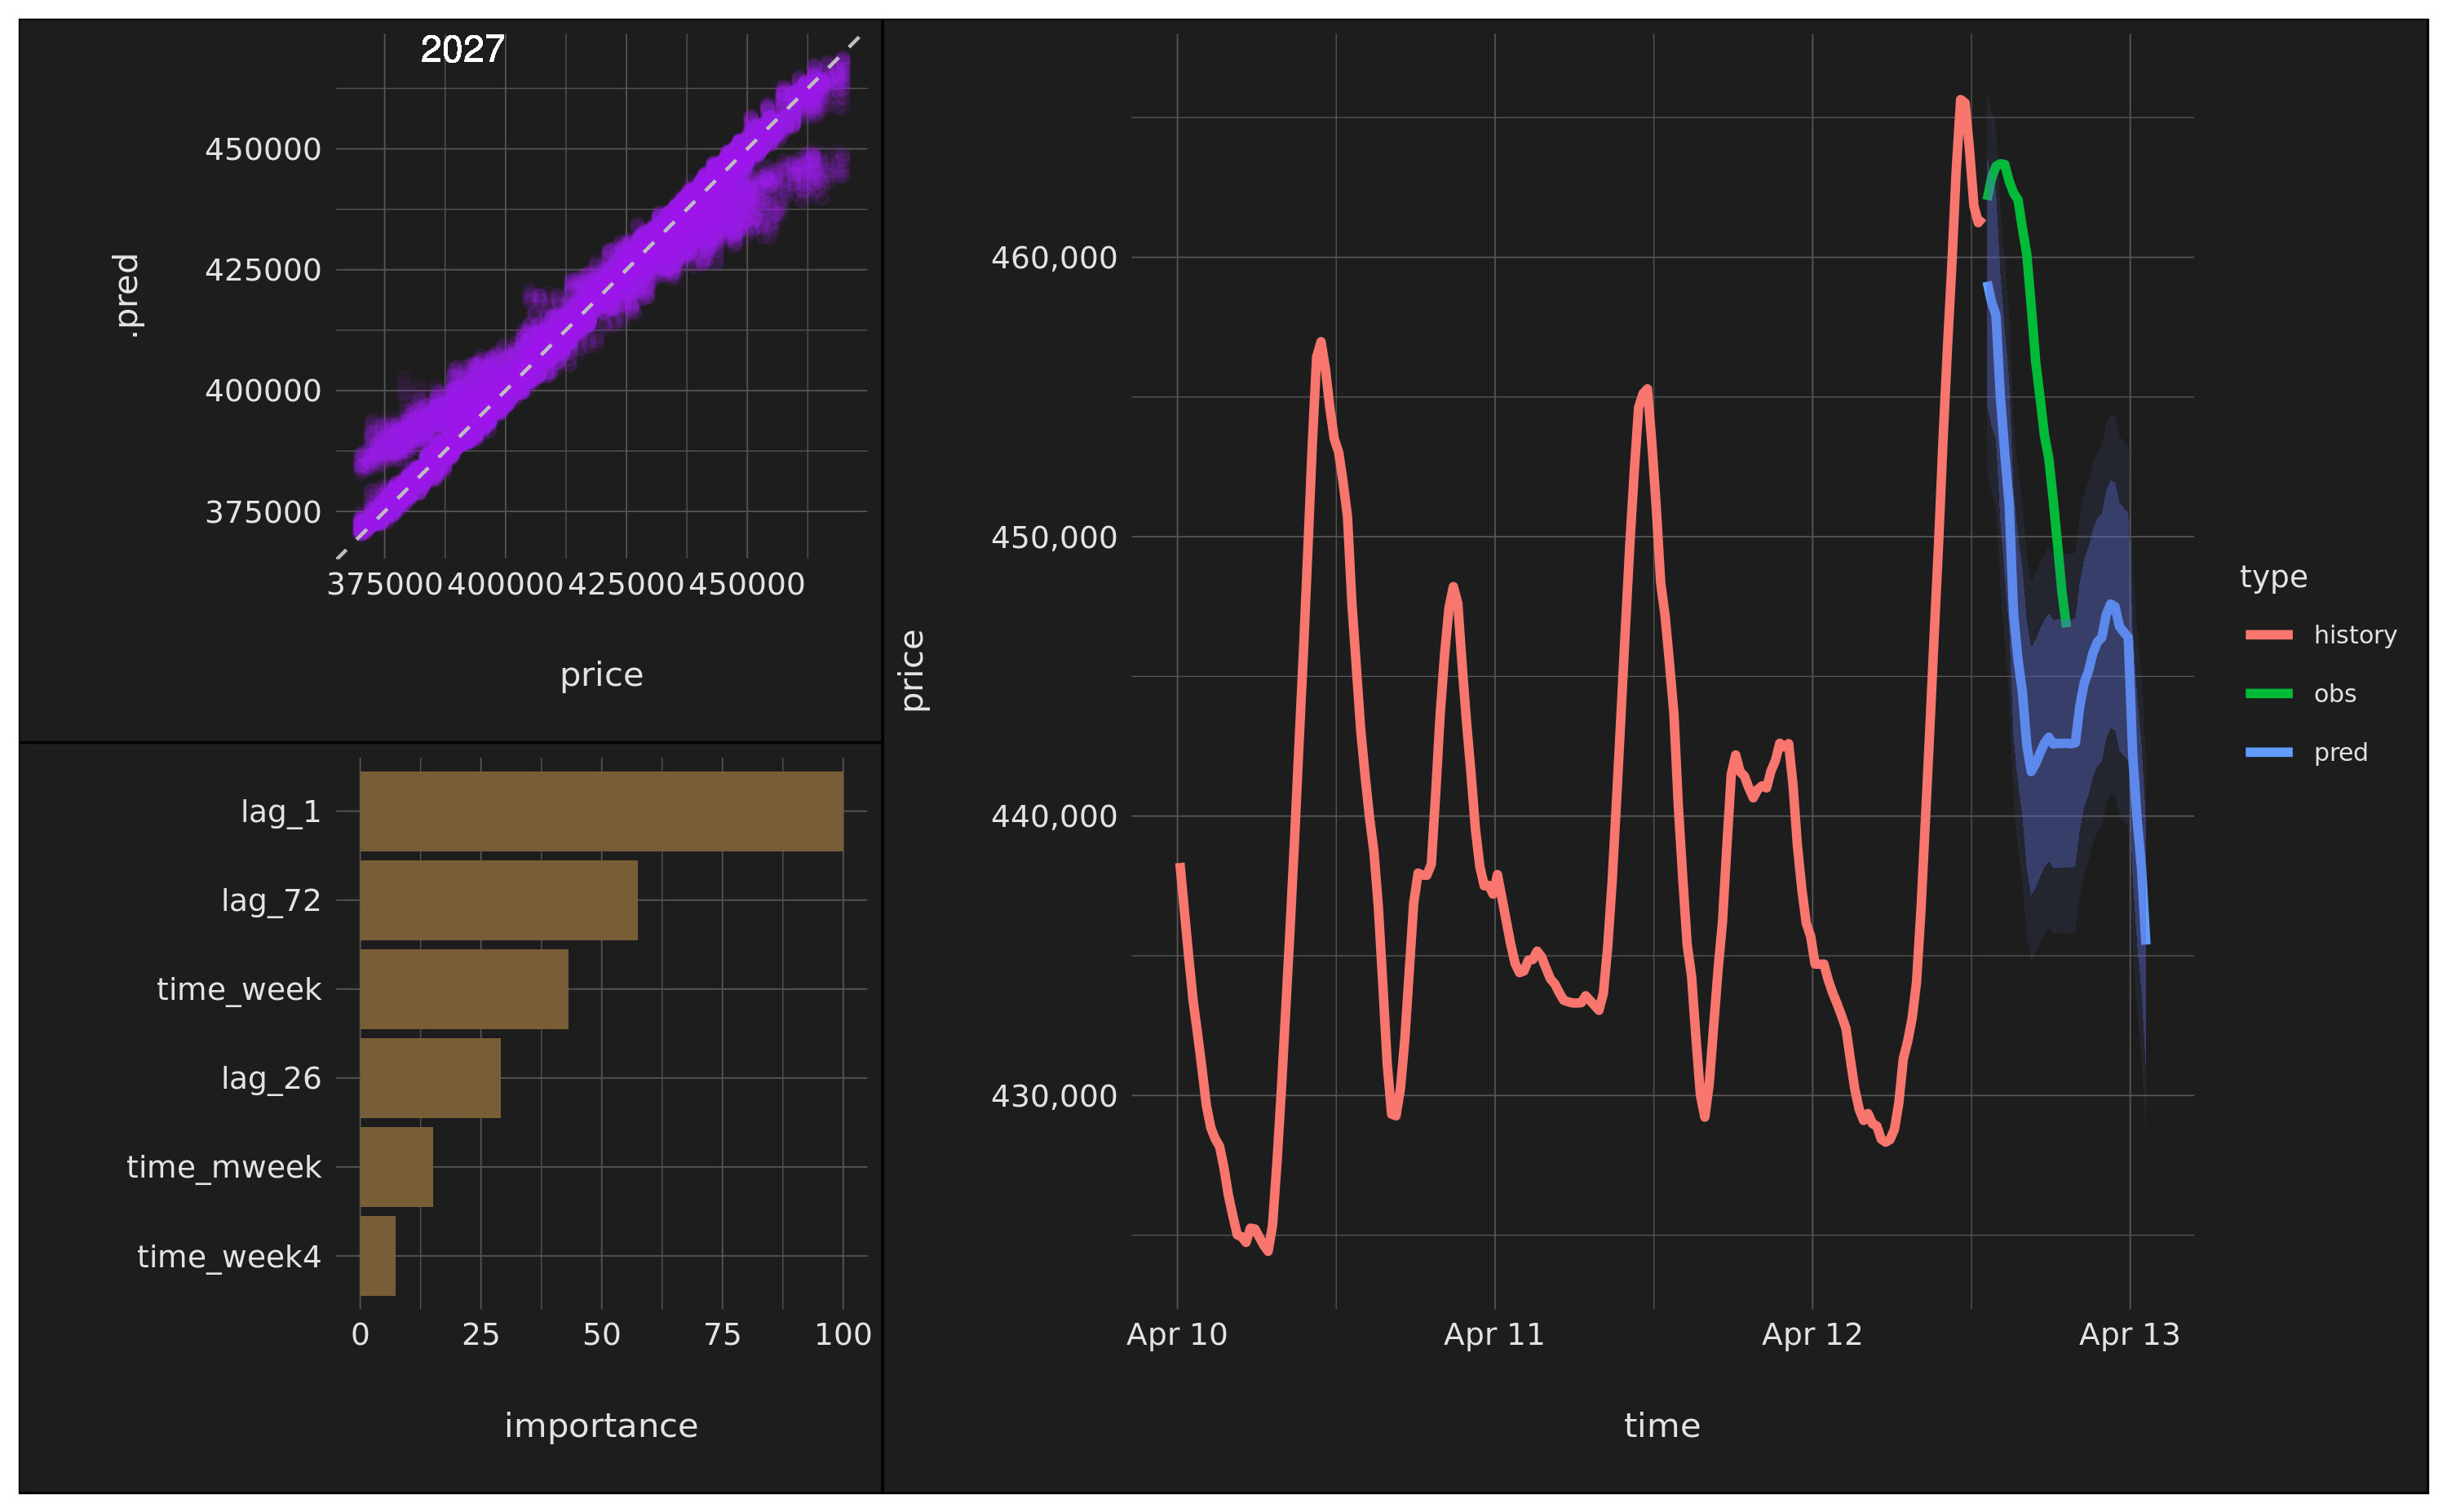 2027
.pred
450000
425000
400000
375000
375000 400000 425000 450000
price
lag_1
lag_72
time_week
lag_26
time_mweek
time_week4
0 25 50 75 100
importance
price
460,000
450,000
440,000
430,000
Apr 10 Apr 11 Apr 12 Apr 13
time
type
history
obs
pred